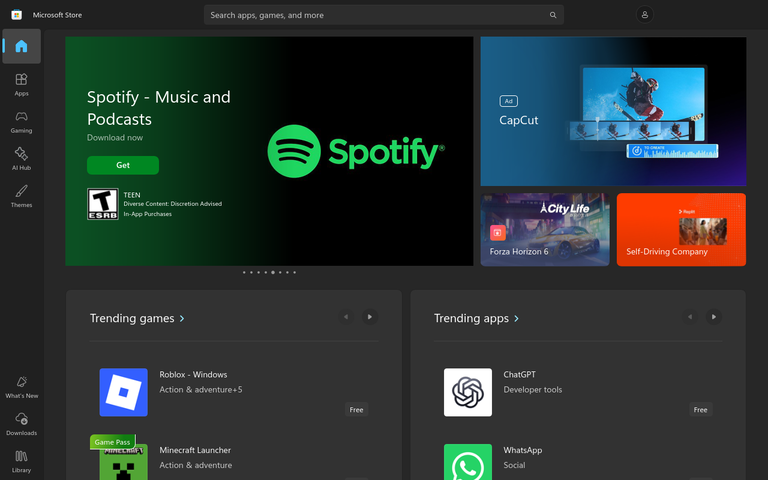 Microsoft Store
Search apps, games, and more
Apps
Gaming
AI Hub
Themes
What's New
Downloads
Library
Spotify - Music and
Podcasts
Download now
Get
T
ESRB
TEEN
Diverse Content: Discretion Advised
In-App Purchases
Spotify®
Ad
CapCut
City Life
Forza Horizon 6
Replit
Self-Driving Company
Trending games
Roblox - Windows
Action & adventure+5
Free
Game Pass
Minecraft Launcher
Action & adventure
Trending apps
ChatGPT
Developer tools
Free
WhatsApp
Social